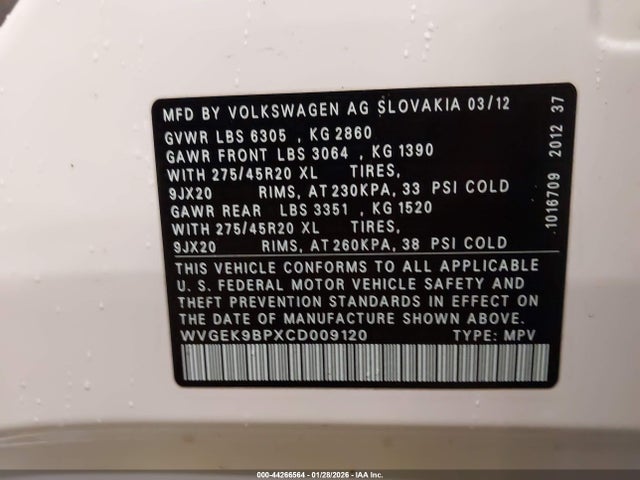 MFD BY VOLKSWAGEN AG SLOVAKIA 03/12
GVWR LBS 6305 , KG 2860
GAWR FRONT LBS 3064 , KG 1390
WITH 275/45R20 XL TIRES,
9JX20 RIMS, AT 230KPA, 33 PSI COLD
GAWR REAR LBS 3351 , KG 1520
WITH 275/45R20 XL TIRES,
9JX20 RIMS, AT 260KPA, 38 PSI COLD
THIS VEHICLE CONFORMS TO ALL APPLICABLE
U. S. FEDERAL MOTOR VEHICLE SAFETY AND
THEFT PREVENTION STANDARDS IN EFFECT ON
THE DATE OF MANUFACTURE SHOWN ABOVE.
WVGEK9BPXCD009120 TYPE: MPV
1016709 2012 37
000-44266564 - 01/28/2026 - IAA Inc.